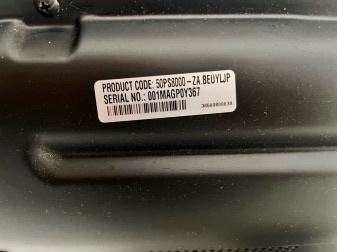 PRODUCT CODE: 50PS8000-ZA.BEUYLJP
SERIAL NO.: 001MAGP0Y367